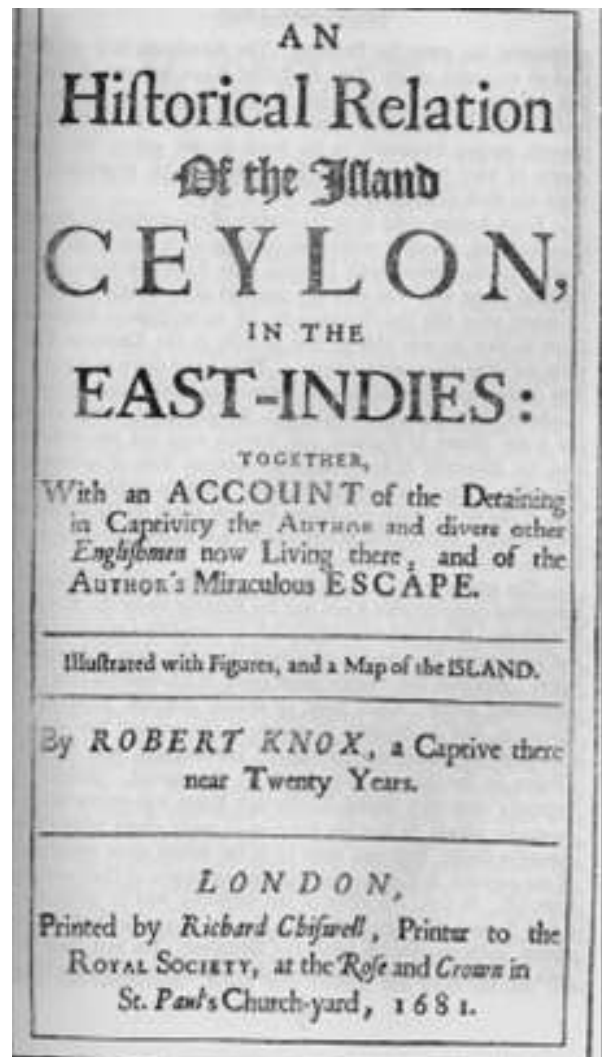 AN
Hiſtorical Relation
Of the Iſland
CEYLON,
IN THE
EAST-INDIES:
TOGETHER,
With an ACCOUNT of the Detaining
in Captivity the AUTHOR and divers other
Engliſhmen now Living there, and of the
AUTHOR's Miraculous ESCAPE.
Illuſtrated with Figures, and a Map of the ISLAND.
By ROBERT KNOX, a Captive there
near Twenty Years.
LONDON,
Printed by Richard Chiſwell, Printer to the
ROYAL SOCIETY, at the Roſe and Crown in
St. Paul's Church-yard, 1681.